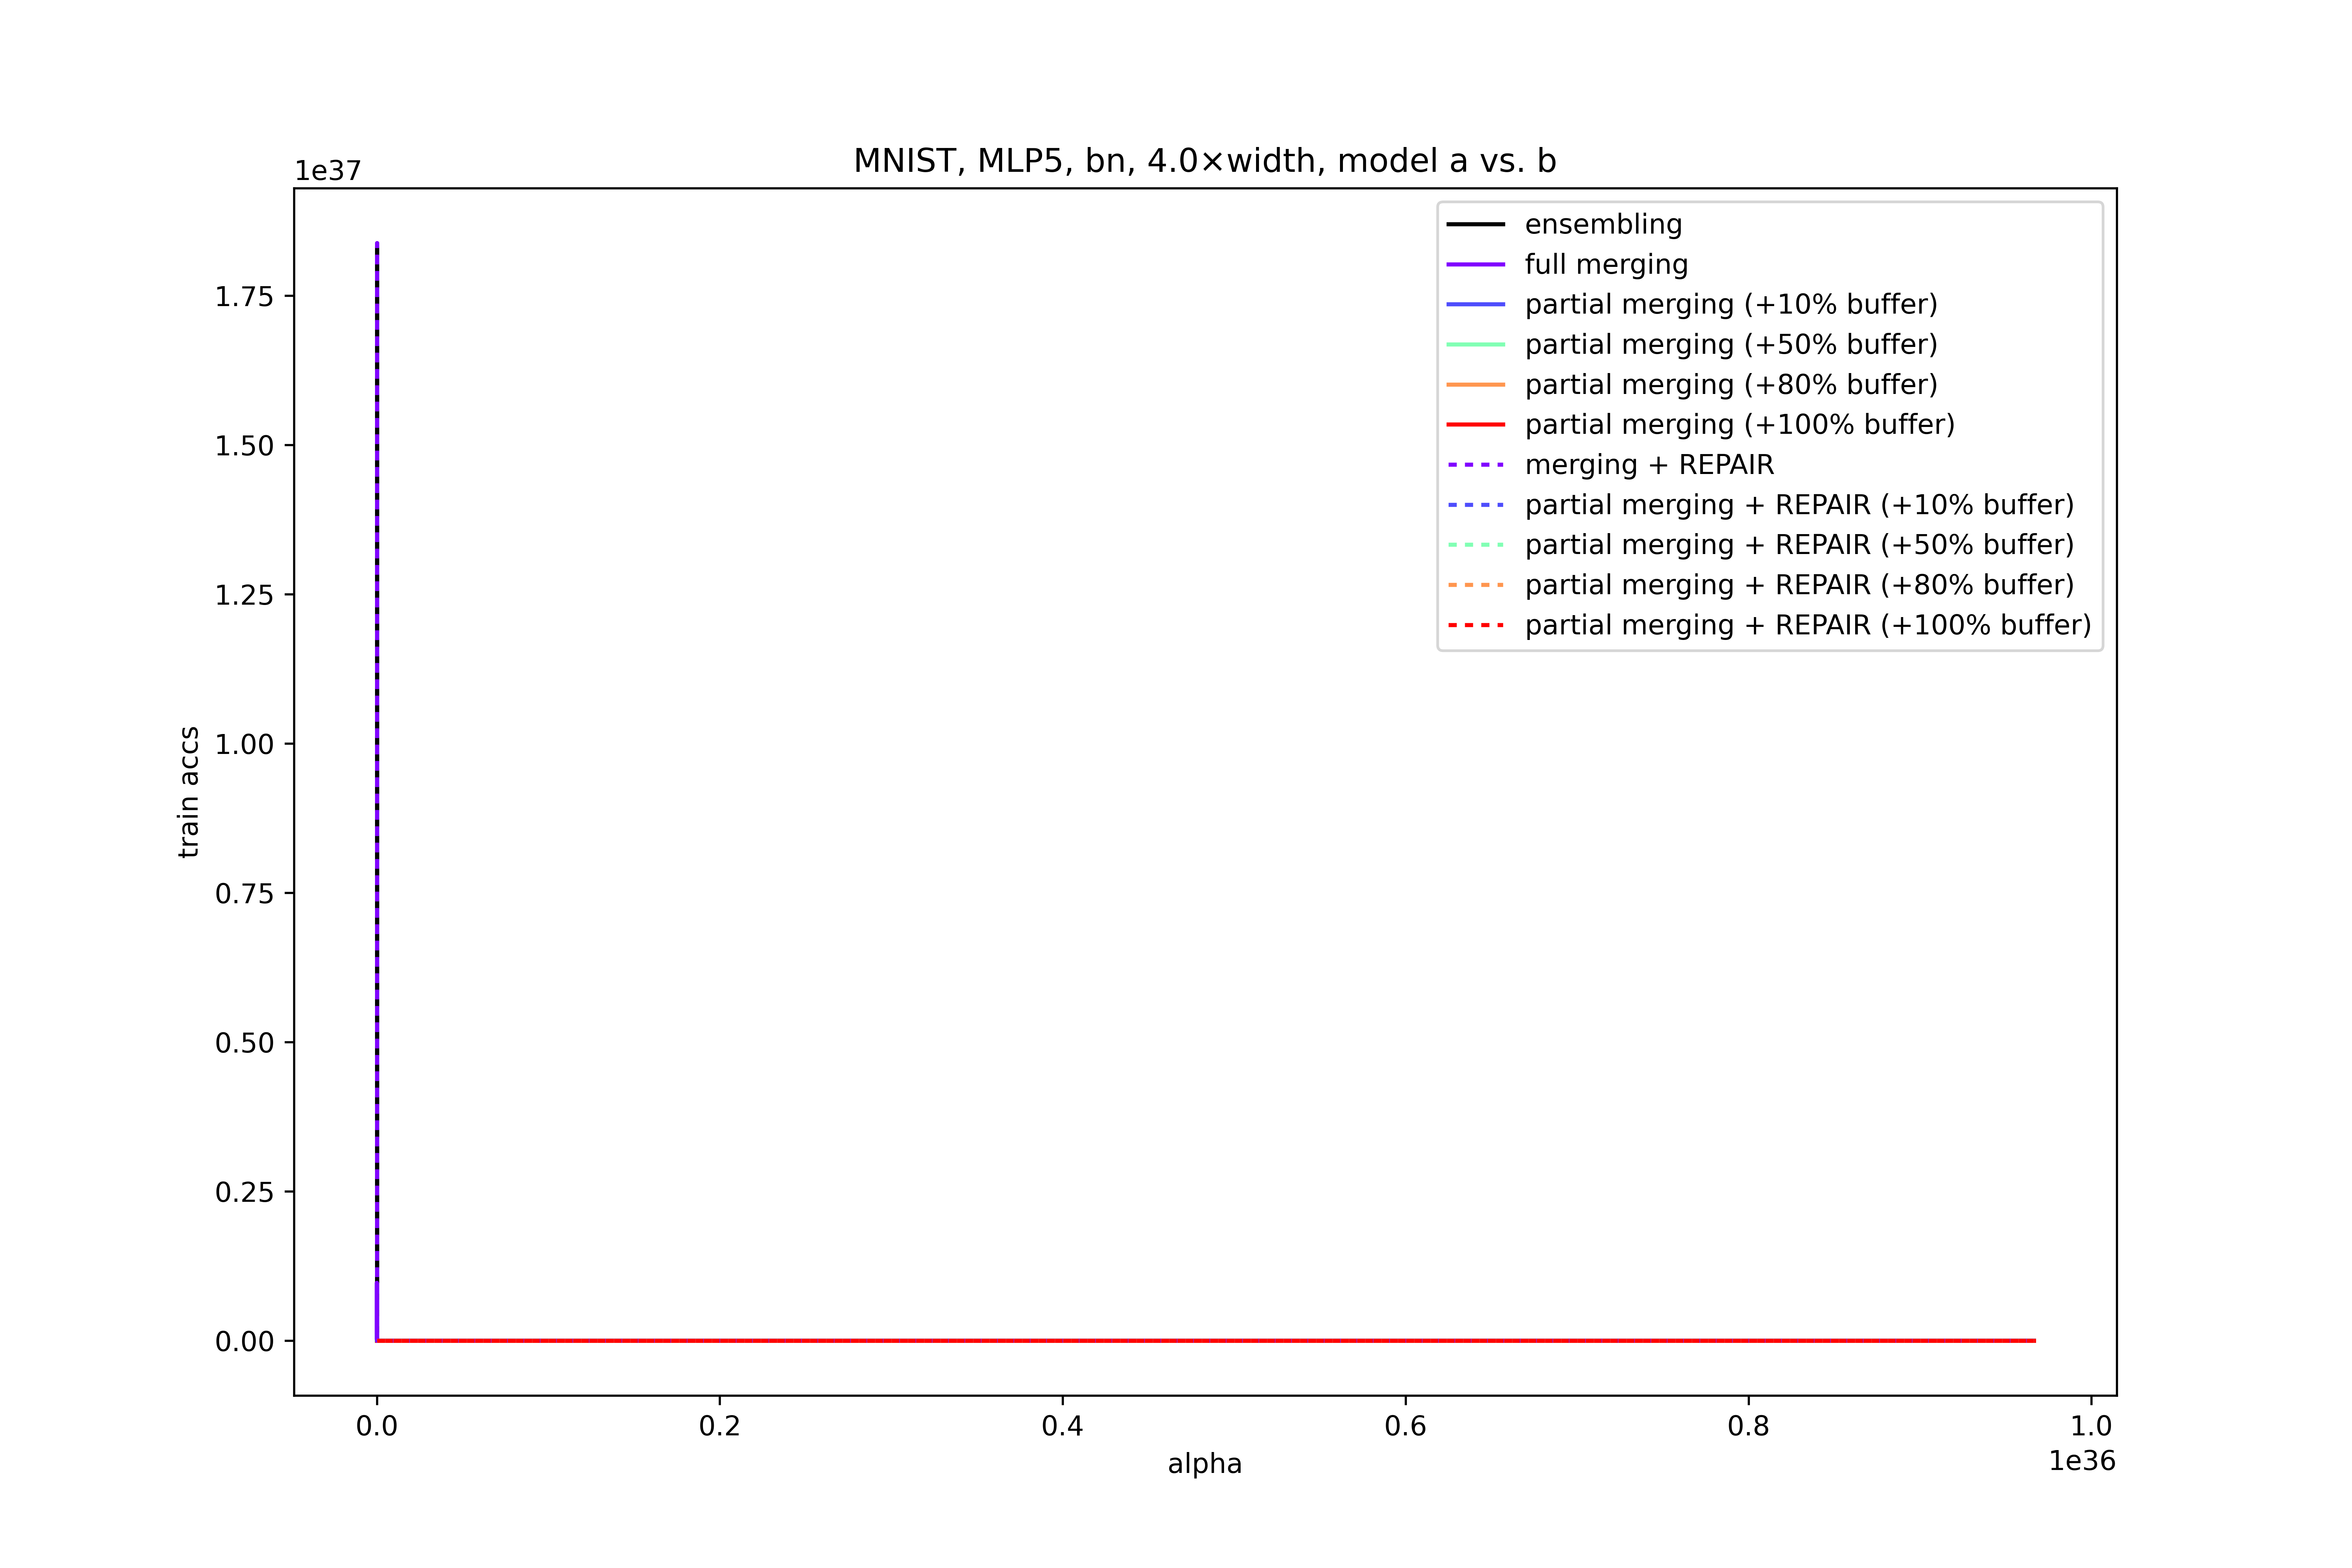 MNIST, MLP5, bn, 4.0×width, model a vs. b
1e37
1.75
1.50
1.25
1.00
0.75
0.50
0.25
0.00
train accs
ensembling
full merging
partial merging (+10% buffer)
partial merging (+50% buffer)
partial merging (+80% buffer)
partial merging (+100% buffer)
merging + REPAIR
partial merging + REPAIR (+10% buffer)
partial merging + REPAIR (+50% buffer)
partial merging + REPAIR (+80% buffer)
partial merging + REPAIR (+100% buffer)
0.0 0.2 0.4 0.6 0.8 1.0
1e36
alpha